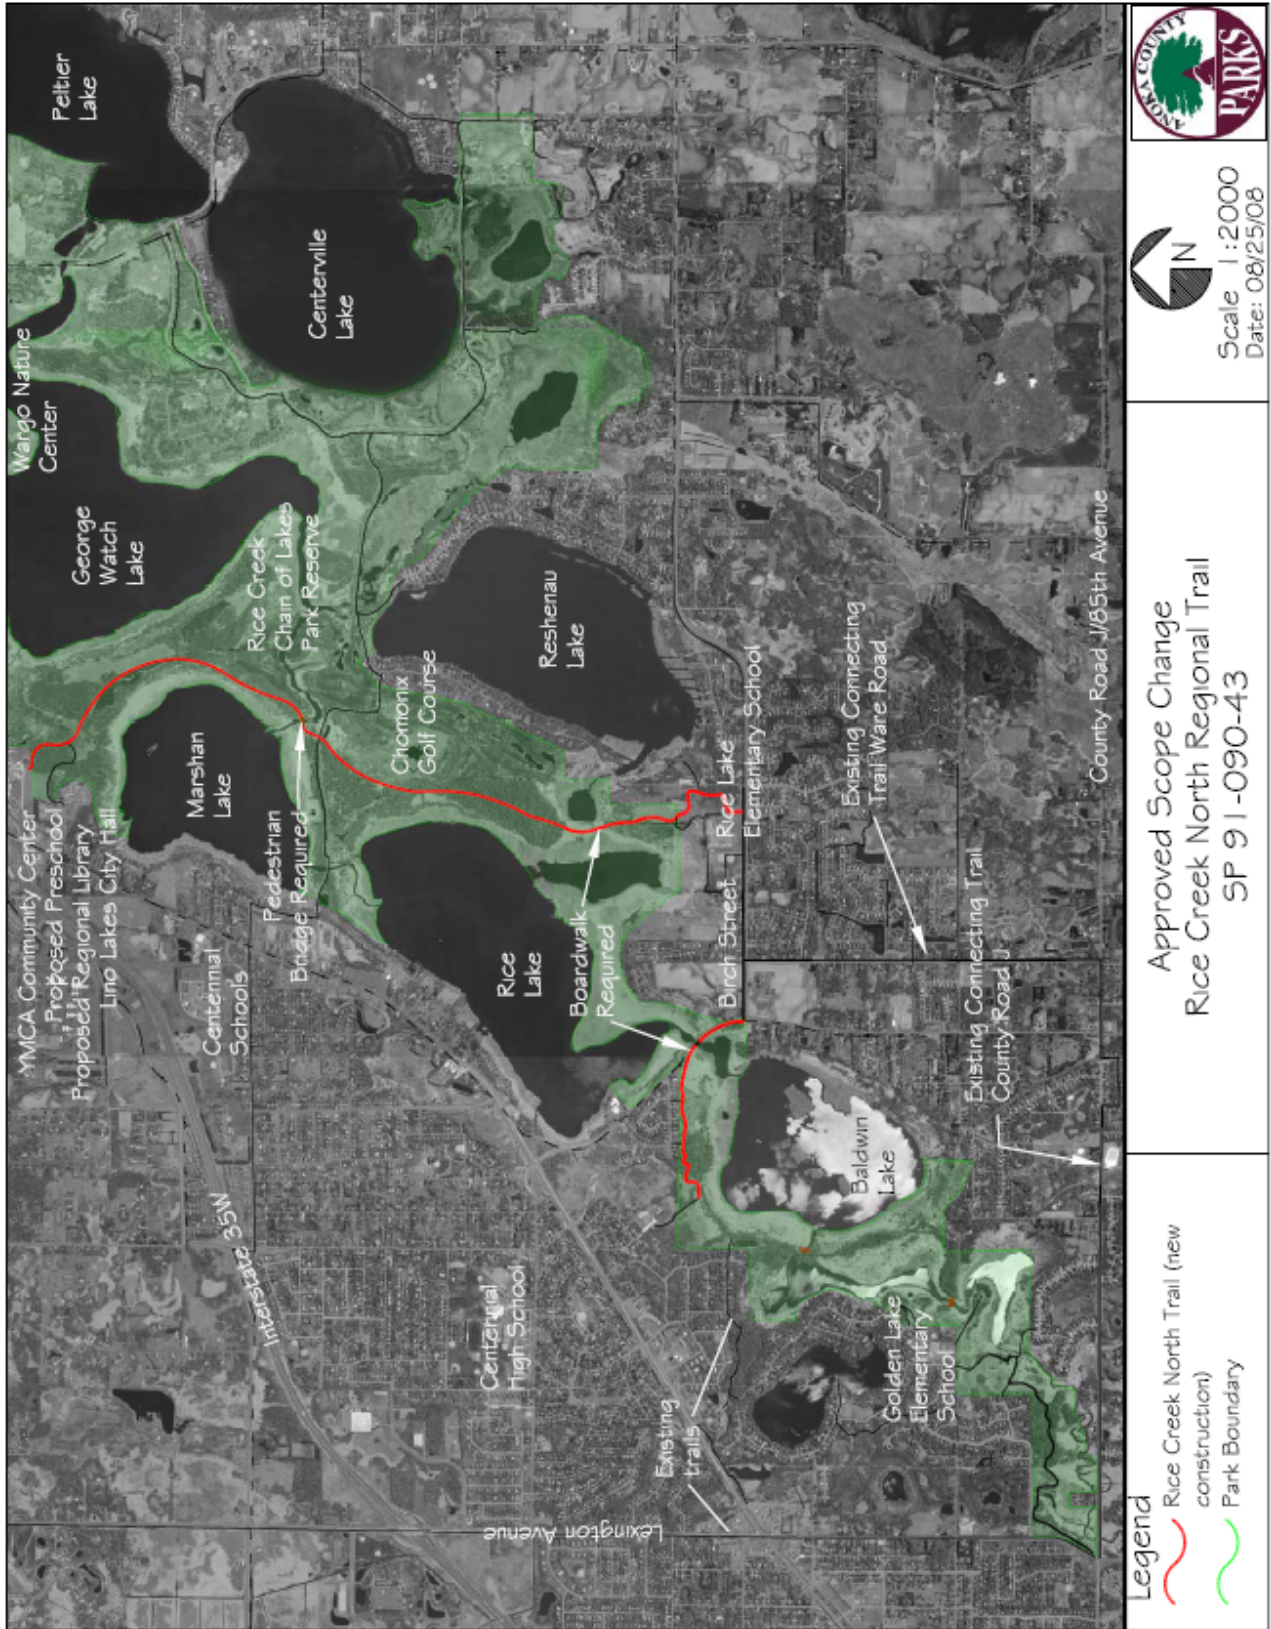 Peltier
Lake
Centerville
Lake
Wargo Nature
Center
George
Watch
Lake
Rice Creek
Chain of Lakes
Park Reserve
Reshenau
Lake
Chomonix
Golf Course
Marshan
Lake
YMCA Community Center
Proposed Preschool
Proposed Regional Library
Lino Lakes City Hall
Pedestrian
Bridge Required
Centennial
Schools
Rice
Lake
Boardwalk
Required
Rice Lake
Elementary School
Birch Street
Existing Connecting
Trail Ware Road
County Road J/85th Avenue
Existing Connecting Trail
County Road J
Baldwin
Lake
Interstate 35W
Centennial
High School
Golden Lake
Elementary
School
Existing
trails
Lexington Avenue
Legend
Rice Creek North Trail (new
construction)
Park Boundary
Approved Scope Change
Rice Creek North Regional Trail
SP 91-090-43
N
Scale 1:2000
Date: 08/25/08
ANOKA COUNTY
PARKS